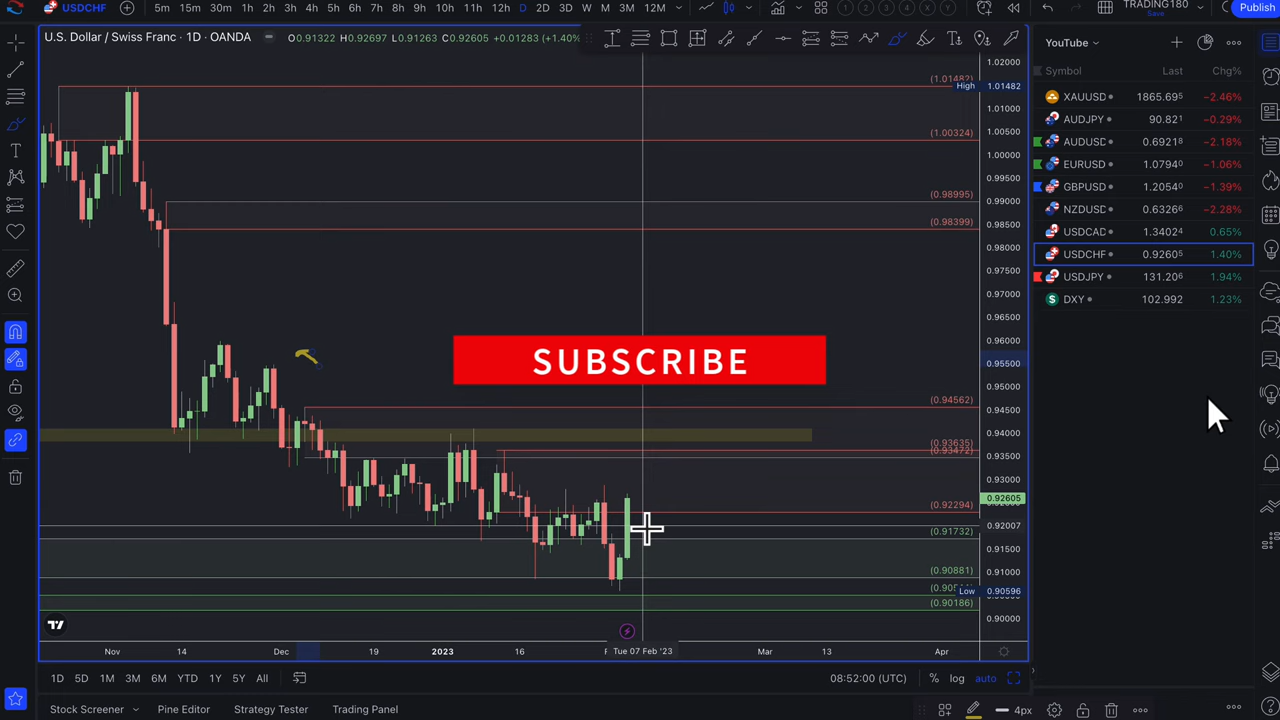 USDCHF 5m 15m 30m 1h 2h 3h 4h 5h 6h 7h 8h 9h 10h 11h 12h D 2D 3D W M 3M 12M TRADING180 Save Publish
U.S. Dollar / Swiss Franc · 1D · OANDA O0.91322 H0.92697 L0.91263 C0.92605 +0.01283 (+1.40%
YouTube
Symbol Last Chg%
XAUUSD 1865.695 −2.46%
AUDJPY 90.821 −0.29%
AUDUSD 0.69218 −2.18%
EURUSD 1.07940 −1.06%
GBPUSD 1.20540 −1.39%
NZDUSD 0.63266 −2.28%
USDCAD 1.34024 0.65%
USDCHF 0.92605 1.40%
USDJPY 131.206 1.94%
DXY 102.992 1.23%
1.02000
(1.01482)
High 1.01482
1.01000
1.00500
(1.00324)
1.00000
0.99500
(0.98995)
0.99000
(0.98399)
0.98500
0.98000
0.97500
0.97000
0.96500
0.96000
SUBSCRIBE
0.95500
0.95000
(0.94562)
0.94500
0.94000
(0.93635)
(0.93472)
0.93500
0.93000
0.92605
(0.92294)
0.92007
(0.91732)
0.91500
(0.90881)
0.91000
Low 0.90596
(0.90186)
0.90000
Nov 14 Dec 19 2023 16 Tue 07 Feb '23 Mar 13 Apr
1D 5D 1M 3M 6M YTD 1Y 5Y All 08:52:00 (UTC) % log auto
Stock Screener Pine Editor Strategy Tester Trading Panel 4px